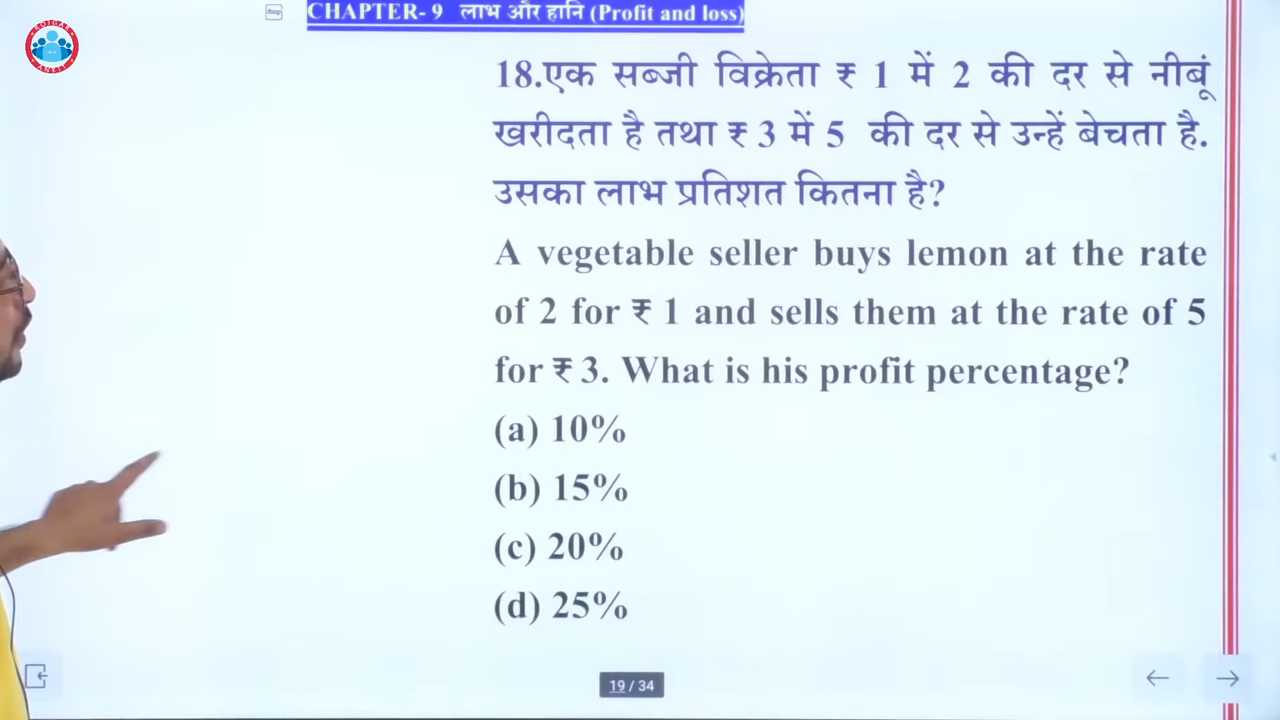 CHAPTER- 9 लाभ और हानि (Profit and loss)
18.एक सब्जी विक्रेता ₹ 1 में 2 की दर से नीबूं
खरीदता है तथा ₹ 3 में 5 की दर से उन्हें बेचता है.
उसका लाभ प्रतिशत कितना है?
A vegetable seller buys lemon at the rate
of 2 for ₹ 1 and sells them at the rate of 5
for ₹ 3. What is his profit percentage?
(a) 10%
(b) 15%
(c) 20%
(d) 25%
19 / 34